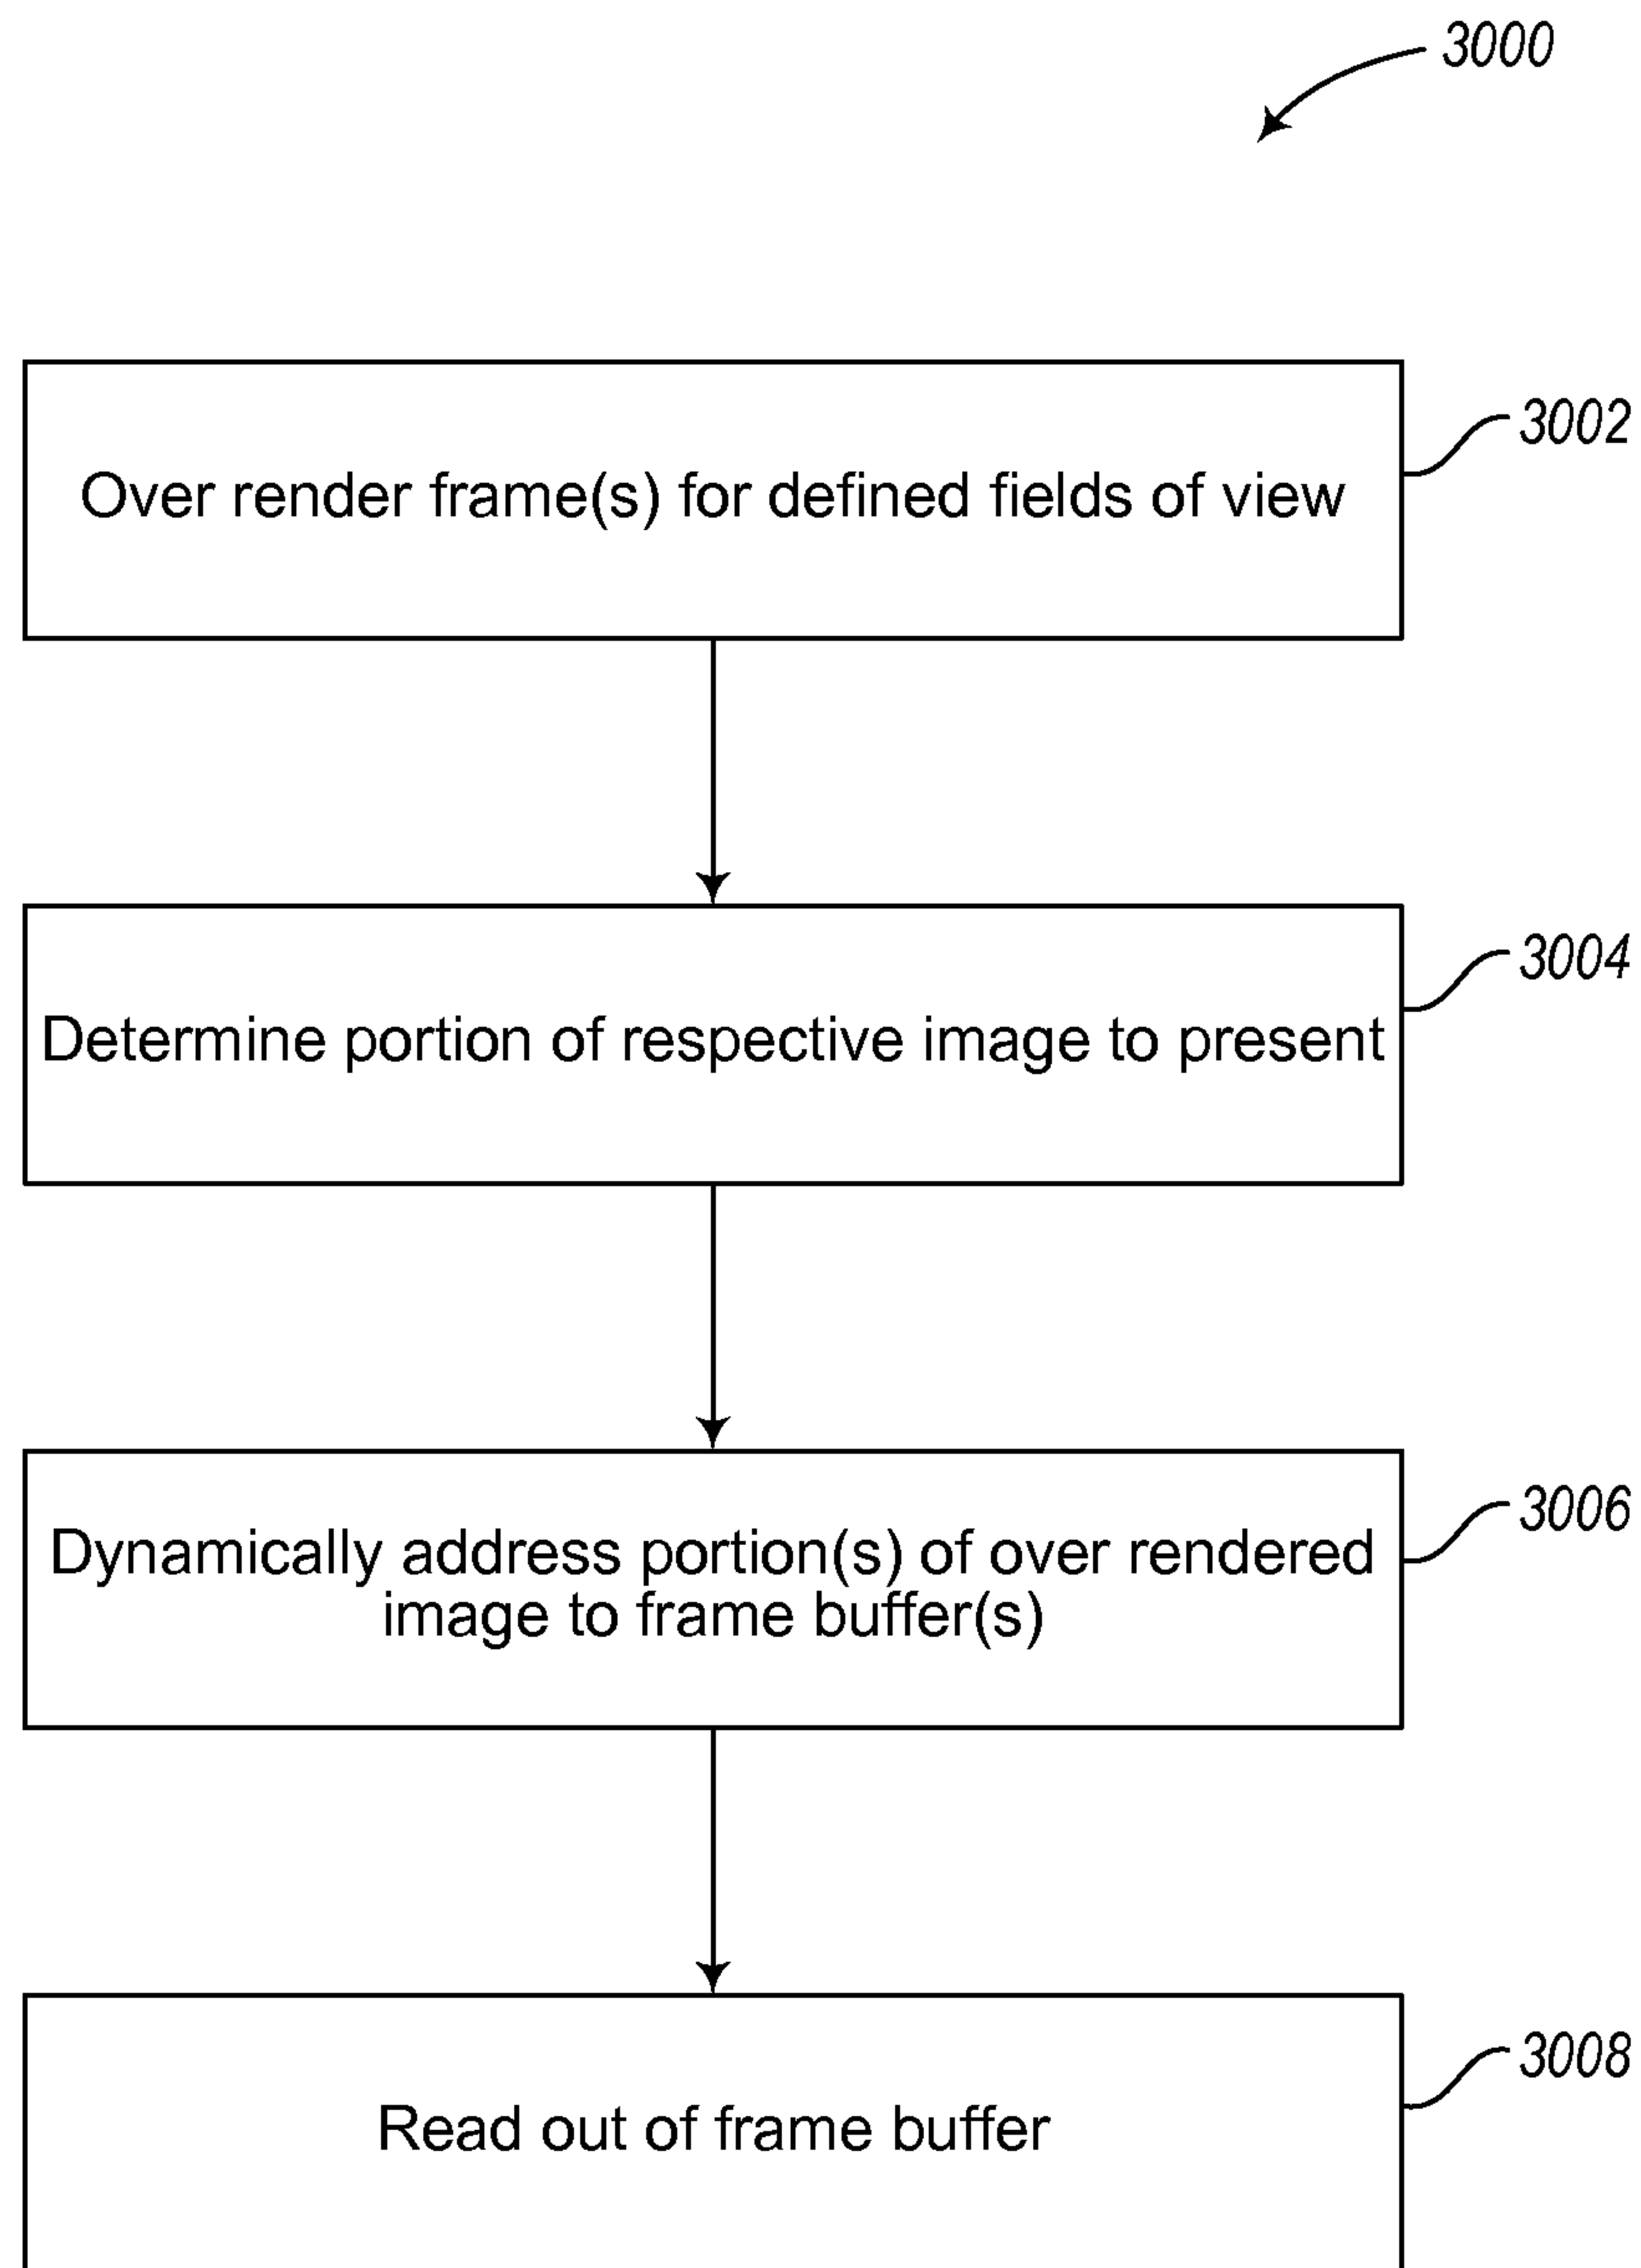 3000
3002
Over render frame(s) for defined fields of view
3004
Determine portion of respective image to present
3006
Dynamically address portion(s) of over rendered
image to frame buffer(s)
3008
Read out of frame buffer